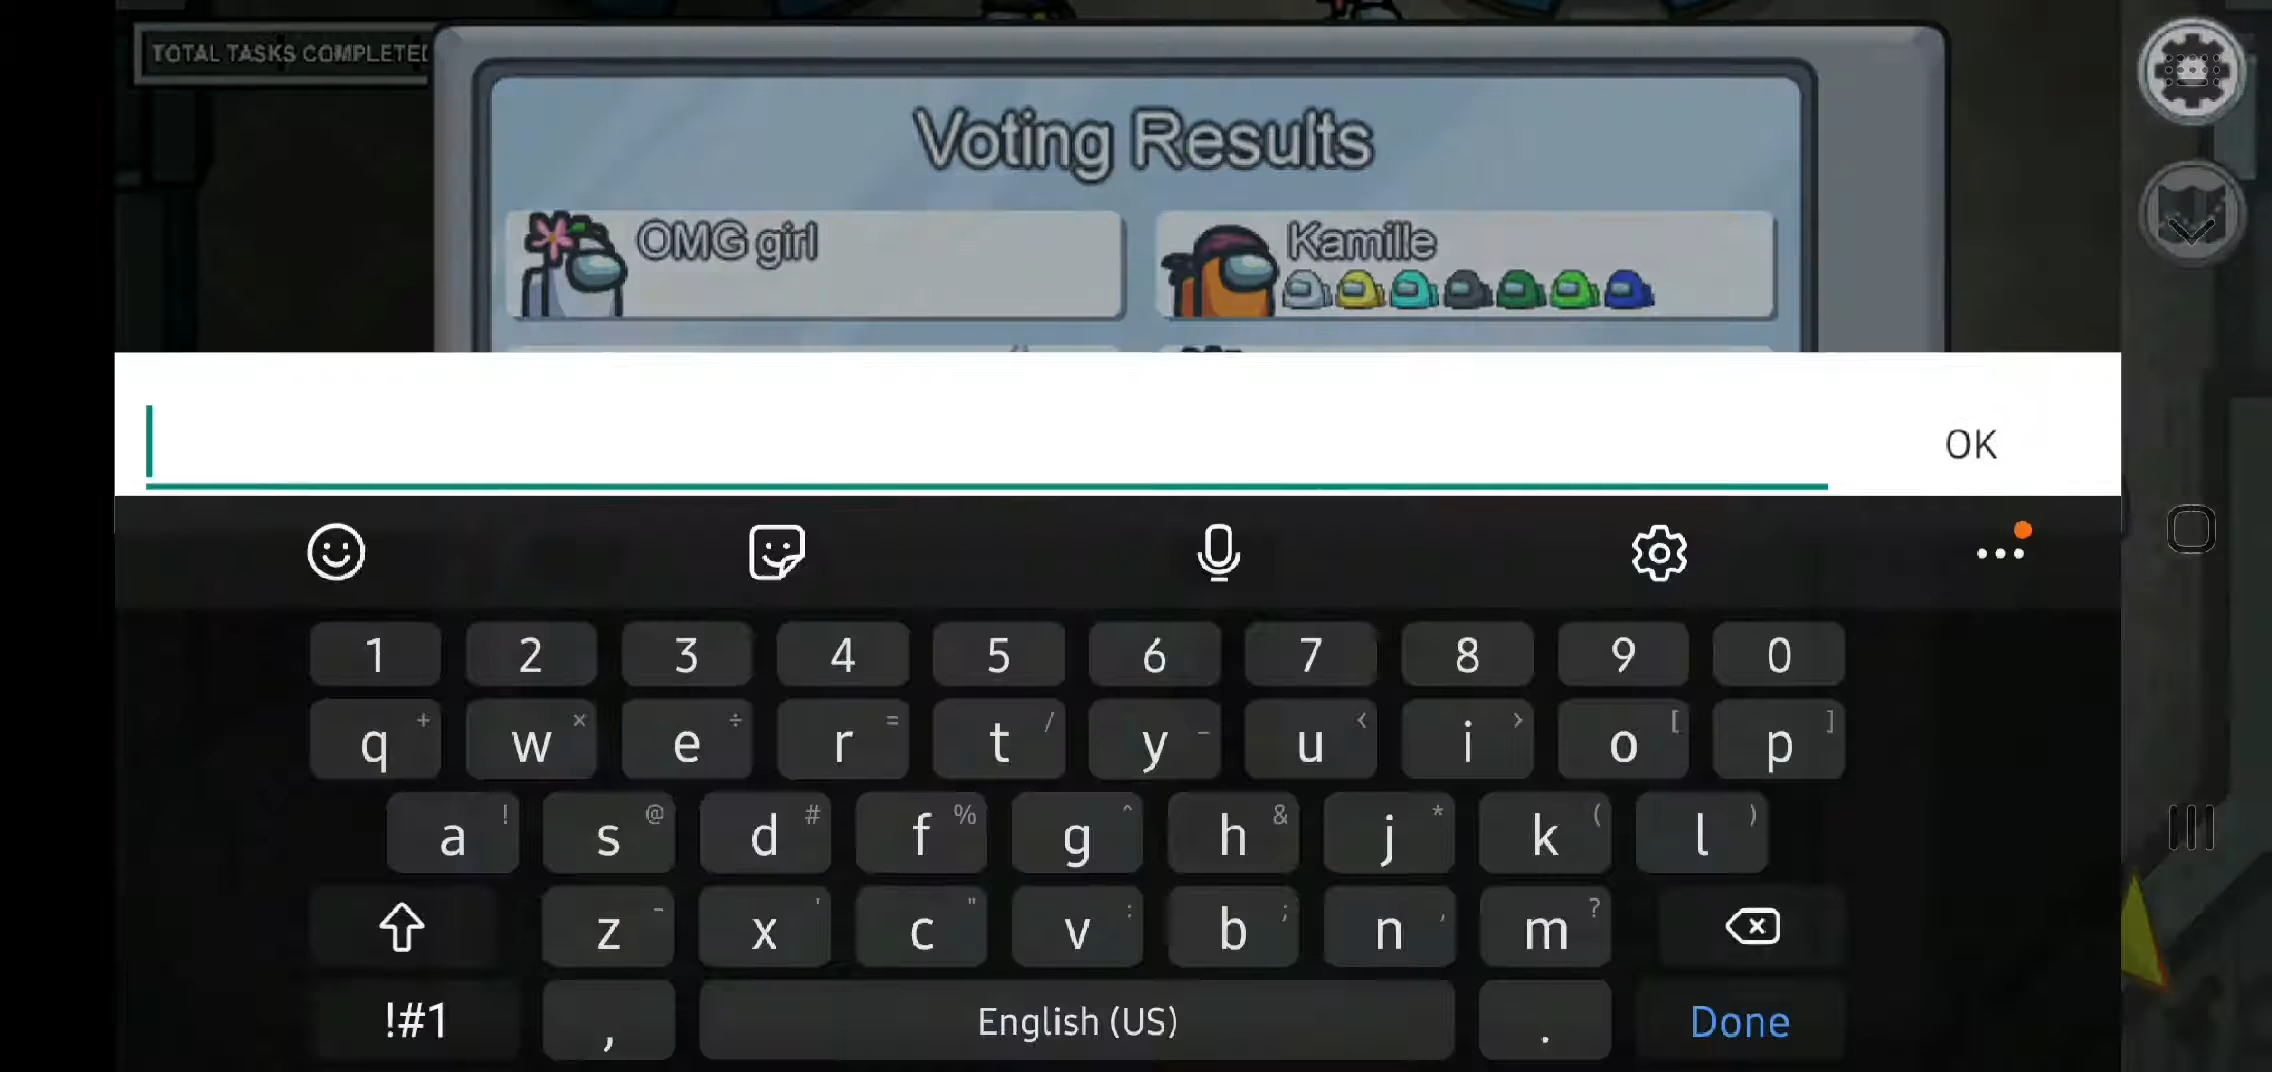 TOTAL TASKS COMPLETED
Voting Results
OMG girl
Kamille
OK
1 2 3 4 5 6 7 8 9 0
q + w × e ÷ r = t / y _ u < i > o [ p ]
a ! s @ d # f % g ^ h & j * k ( l )
z - x ' c " v : b ; n , m ?
!#1 , English (US) . Done